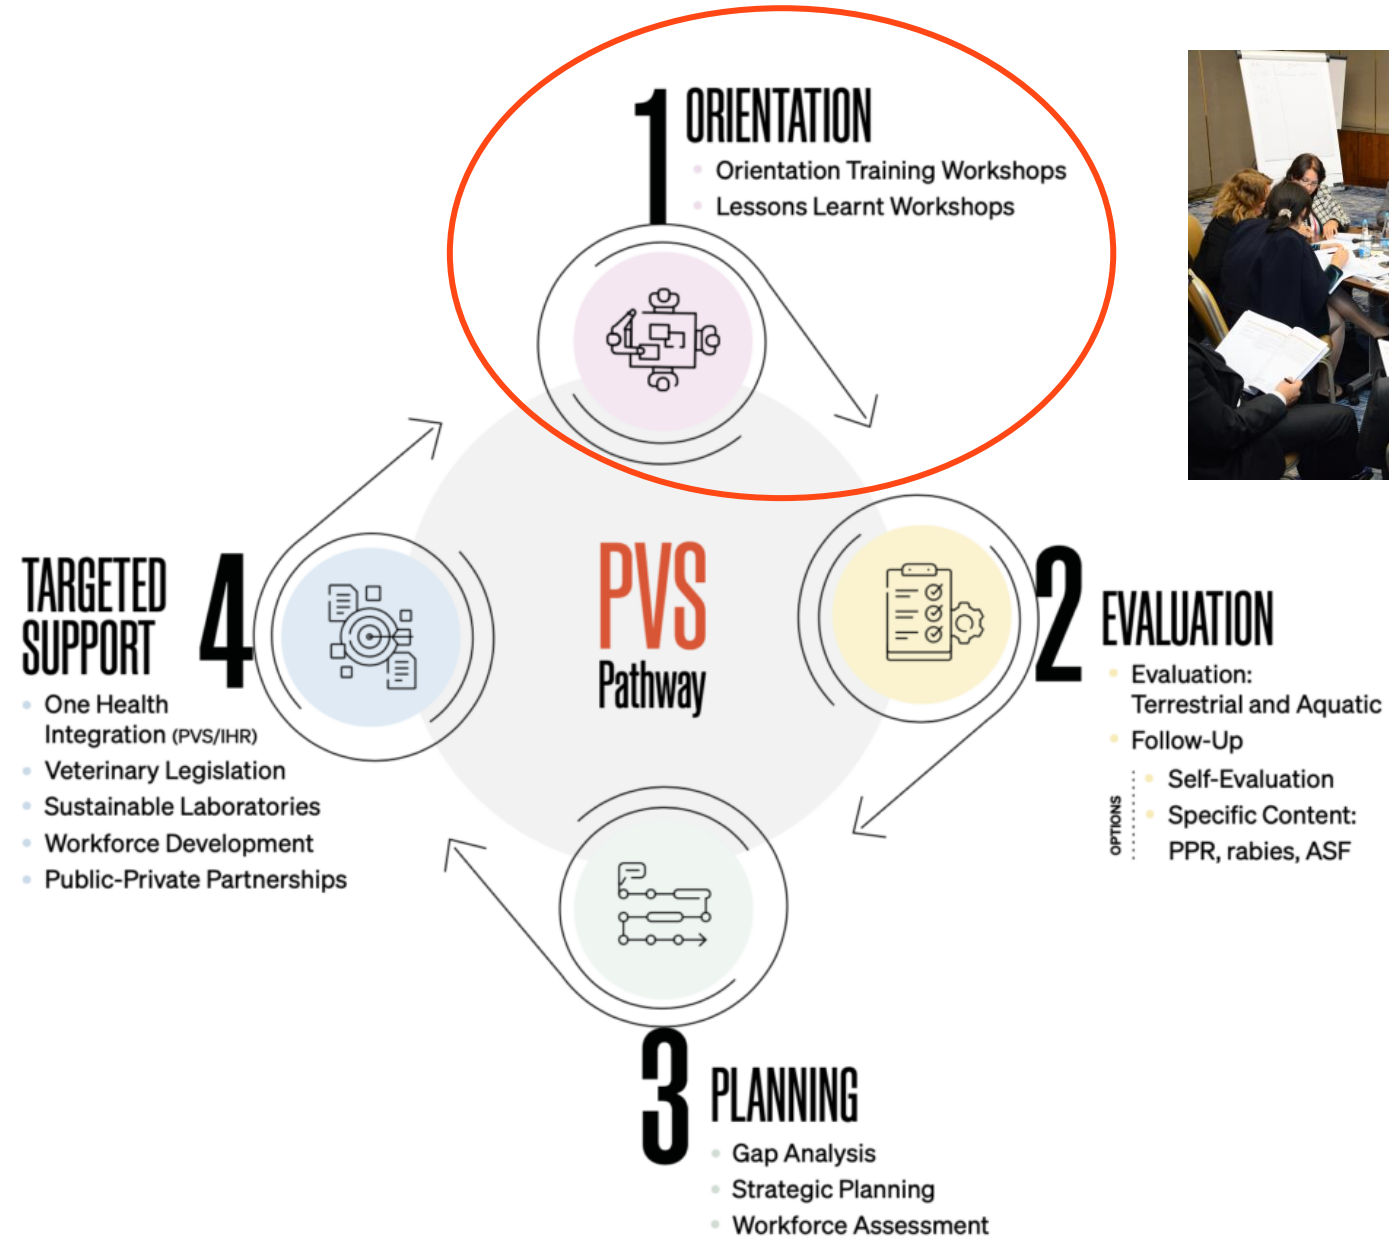 1 ORIENTATION
Orientation Training Workshops
Lessons Learnt Workshops
PVS
Pathway
2 EVALUATION
Evaluation:
Terrestrial and Aquatic
Follow-Up
OPTIONS
Self-Evaluation
Specific Content:
PPR, rabies, ASF
3 PLANNING
Gap Analysis
Strategic Planning
Workforce Assessment
TARGETED
SUPPORT 4
One Health
Integration (PVS/IHR)
Veterinary Legislation
Sustainable Laboratories
Workforce Development
Public-Private Partnerships